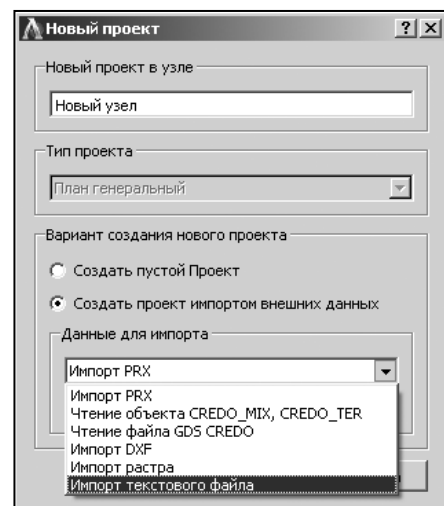 Новый проект
Новый проект в узле
Новый узел
Тип проекта
План генеральный
Вариант создания нового проекта
Создать пустой Проект
Создать проект импортом внешних данных
Данные для импорта
Импорт PRX
Импорт PRX
Чтение объекта CREDO_MIX, CREDO_TER
Чтение файла GDS CREDO
Импорт DXF
Импорт растра
Импорт текстового файла